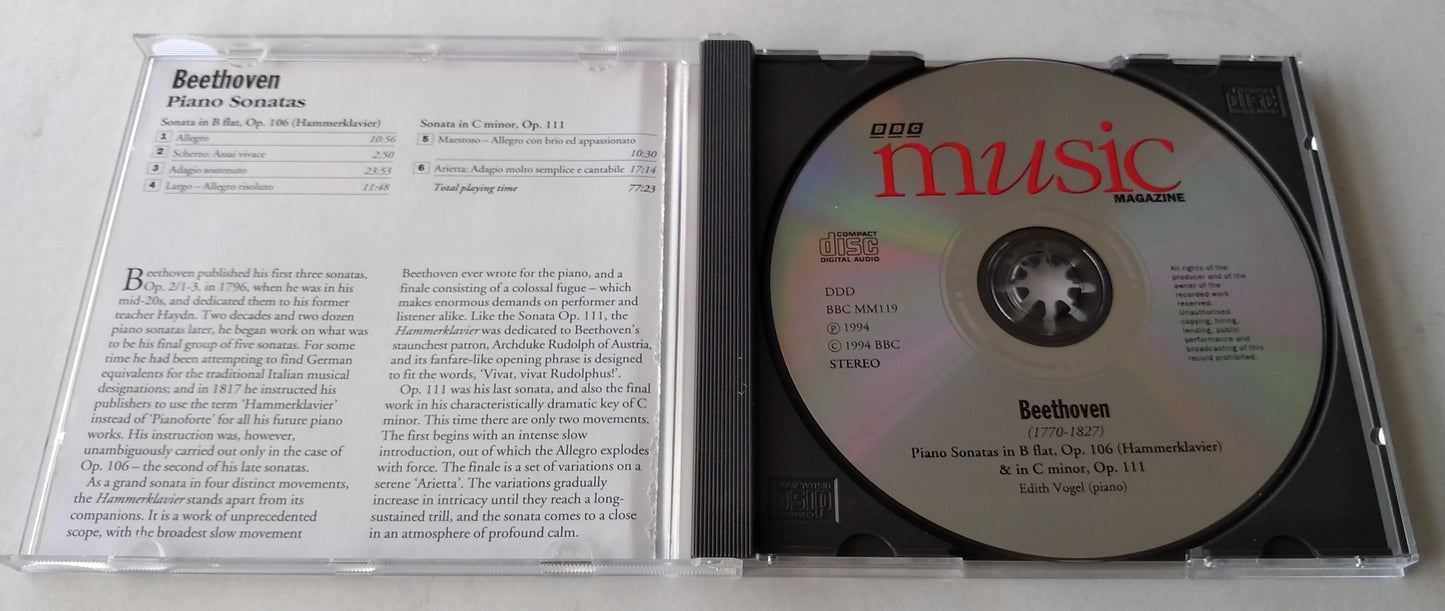 Beethoven
Piano Sonatas
Sonata in B flat, Op. 106 (Hammerklavier)
1 Allegro 10:56
2 Scherzo: Assai vivace 2:50
3 Adagio sostenuto 23:53
4 Largo – Allegro risoluto 11:48
Sonata in C minor, Op. 111
5 Maestoso – Allegro con brio ed appassionato
10:30
6 Arietta: Adagio molto semplice e cantabile 17:14
Total playing time 77:23
Beethoven published his first three sonatas,
Op. 2/1-3, in 1796, when he was in his
mid-20s, and dedicated them to his former
teacher Haydn. Two decades and two dozen
piano sonatas later, he began work on what was
to be his final group of five sonatas. For some
time he had been attempting to find German
equivalents for the traditional Italian musical
designations; and in 1817 he instructed his
publishers to use the term ‘Hammerklavier’
instead of ‘Pianoforte’ for all his future piano
works. His instruction was, however,
unambiguously carried out only in the case of
Op. 106 – the second of his late sonatas.
As a grand sonata in four distinct movements,
the Hammerklavier stands apart from its
companions. It is a work of unprecedented
scope, with the broadest slow movement
Beethoven ever wrote for the piano, and a
finale consisting of a colossal fugue – which
makes enormous demands on performer and
listener alike. Like the Sonata Op. 111, the
Hammerklavier was dedicated to Beethoven’s
staunchest patron, Archduke Rudolph of Austria,
and its fanfare-like opening phrase is designed
to fit the words, ‘Vivat, vivat Rudolphus!’.
Op. 111 was his last sonata, and also the final
work in his characteristically dramatic key of C
minor. This time there are only two movements.
The first begins with an intense slow
introduction, out of which the Allegro explodes
with force. The finale is a set of variations on a
serene ‘Arietta’. The variations gradually
increase in intricacy until they reach a long-
sustained trill, and the sonata comes to a close
in an atmosphere of profound calm.
BBC
music
MAGAZINE
COMPACT
disc
DIGITAL AUDIO
DDD
BBC MM119
℗ 1994
© 1994 BBC
STEREO
All rights of the
producer and of the
owner of the
recorded work
reserved.
Unauthorised
copying, hiring,
lending, public
performance and
broadcasting of this
record prohibited.
Beethoven
(1770-1827)
Piano Sonatas in B flat, Op. 106 (Hammerklavier)
& in C minor, Op. 111
Edith Vogel (piano)
COMPACT
disc